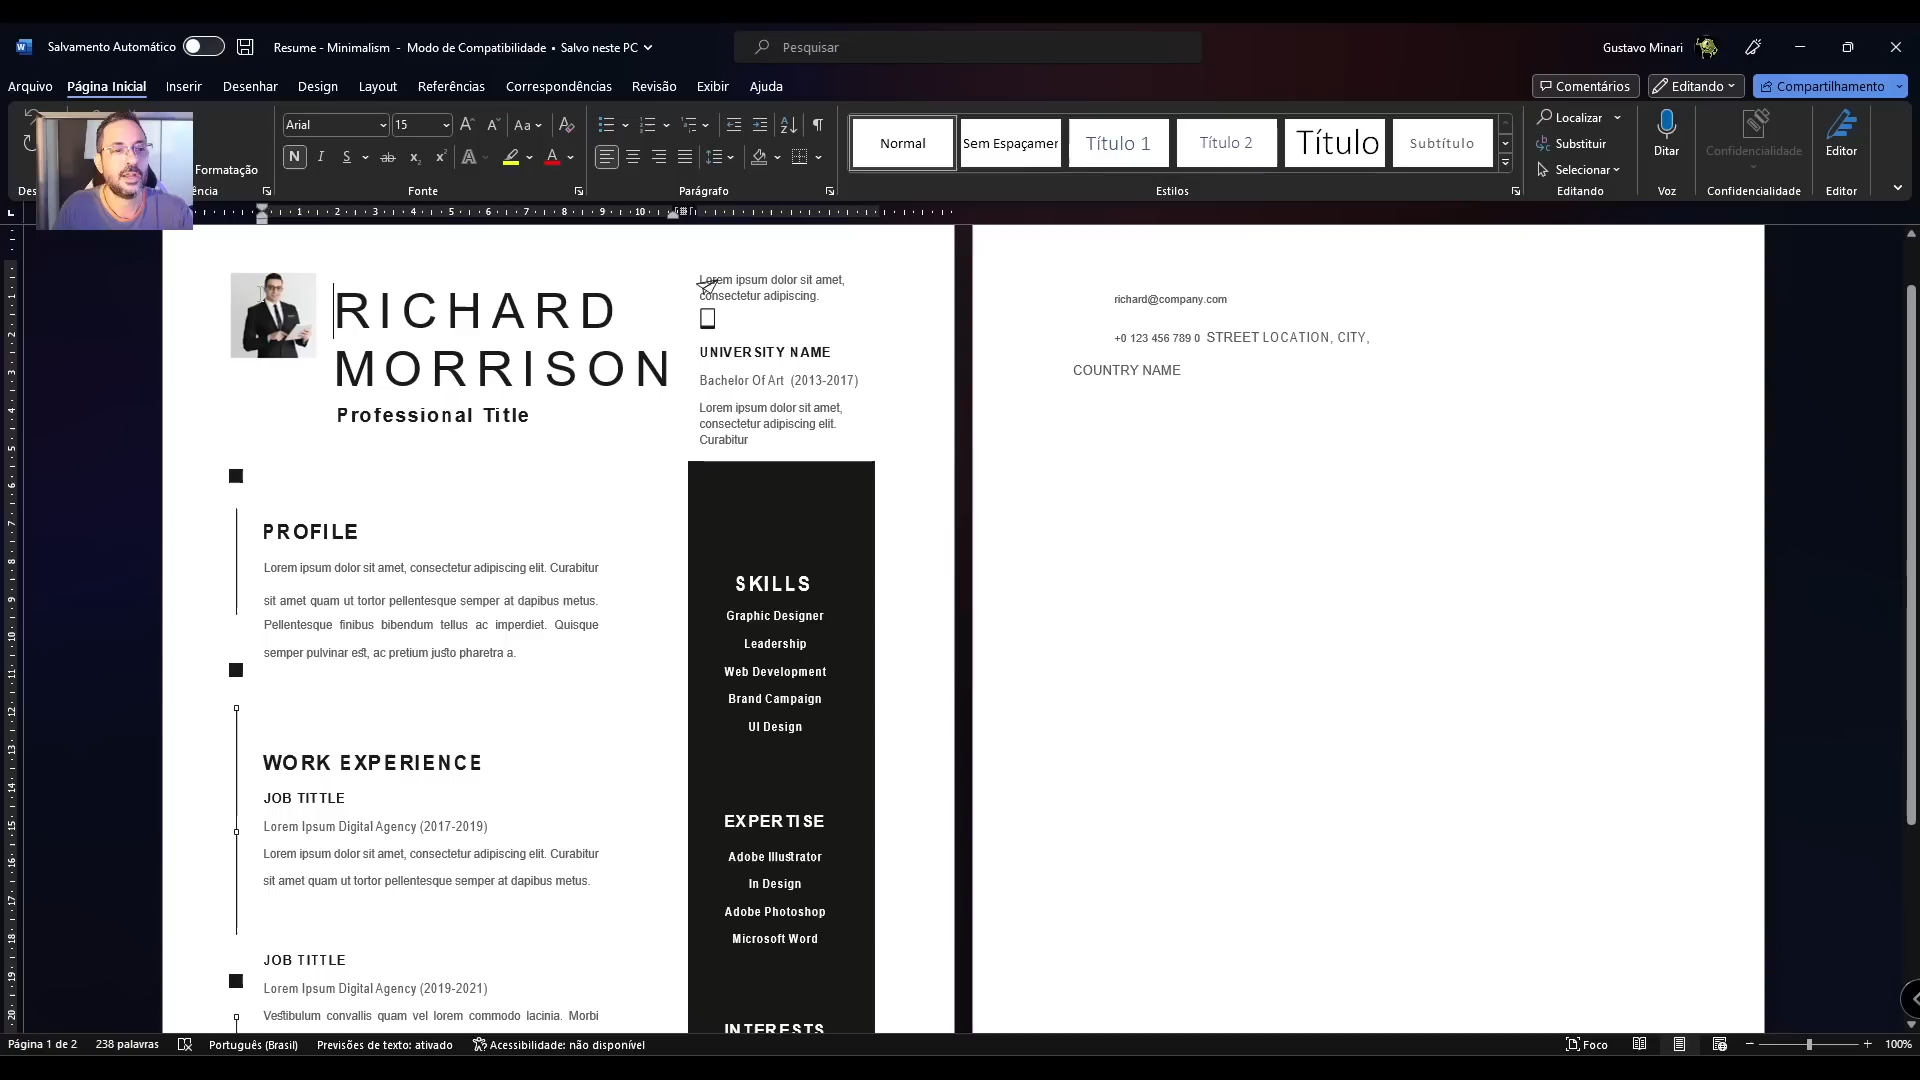 Salvamento Automático
Resume - Minimalism - Modo de Compatibilidade • Salvo neste PC
Pesquisar
Gustavo Minari
Arquivo
Página Inicial
Inserir
Desenhar
Design
Layout
Referências
Correspondências
Revisão
Exibir
Ajuda
Comentários
Editando
Compartilhamento
Formatação
Arial
15
Aa
N I S ab x₂ x²
Fonte
Parágrafo
Normal
Sem Espaçamer
Título 1
Título 2
Título
Subtítulo
Estilos
Localizar
Substituir
Selecionar
Editando
Ditar
Voz
Confidencialidade
Confidencialidade
Editor
Editor
RICHARD
MORRISON
Professional Title
Lorem ipsum dolor sit amet,
consectetur adipiscing.
UNIVERSITY NAME
Bachelor Of Art (2013-2017)
Lorem ipsum dolor sit amet,
consectetur adipiscing elit.
Curabitur
PROFILE
Lorem ipsum dolor sit amet, consectetur adipiscing elit. Curabitur
sit amet quam ut tortor pellentesque semper at dapibus metus.
Pellentesque finibus bibendum tellus ac imperdiet. Quisque
semper pulvinar est, ac pretium justo pharetra a.
WORK EXPERIENCE
JOB TITTLE
Lorem Ipsum Digital Agency (2017-2019)
Lorem ipsum dolor sit amet, consectetur adipiscing elit. Curabitur
sit amet quam ut tortor pellentesque semper at dapibus metus.
JOB TITTLE
Lorem Ipsum Digital Agency (2019-2021)
Vestibulum convallis quam vel lorem commodo lacinia. Morbi
SKILLS
Graphic Designer
Leadership
Web Development
Brand Campaign
UI Design
EXPERTISE
Adobe Illustrator
In Design
Adobe Photoshop
Microsoft Word
INTERESTS
richard@company.com
+0 123 456 789 0 STREET LOCATION, CITY,
COUNTRY NAME
Página 1 de 2
238 palavras
Português (Brasil)
Previsões de texto: ativado
Acessibilidade: não disponível
Foco
100%